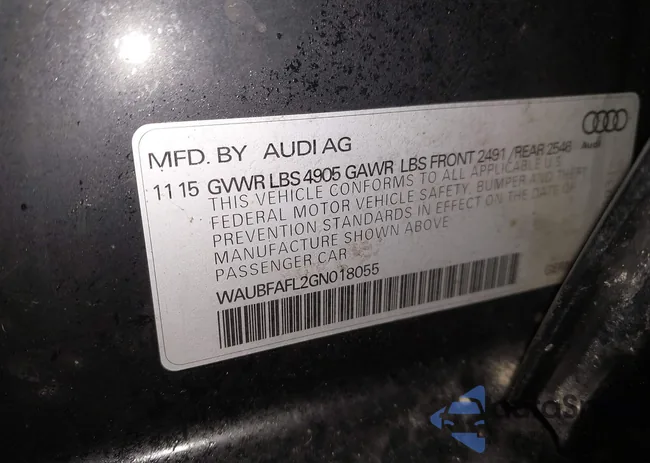 MFD. BY AUDI AG
Audi
11 15 GVWR LBS 4905 GAWR LBS FRONT 2491 / REAR 2546
THIS VEHICLE CONFORMS TO ALL APPLICABLE U.S.
FEDERAL MOTOR VEHICLE SAFETY, BUMPER AND THEFT
PREVENTION STANDARDS IN EFFECT ON THE DATE OF
MANUFACTURE SHOWN ABOVE
PASSENGER CAR
WAUBFAFL2GN018055